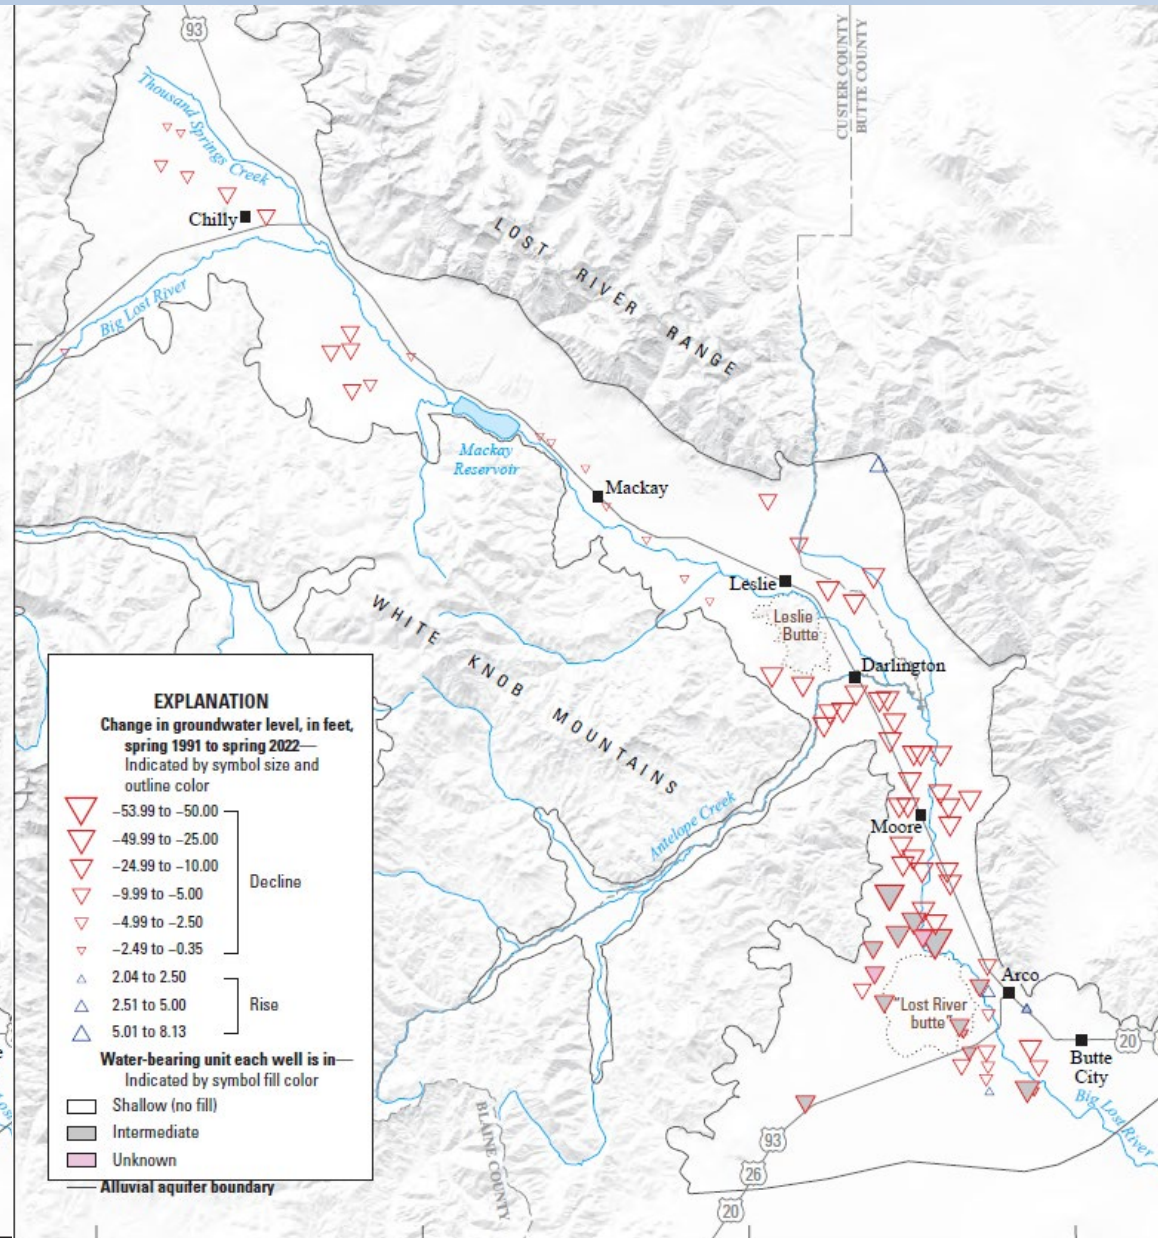 93
CUSTER COUNTY
BUTTE COUNTY
Thousand Springs Creek
Chilly
LOST RIVER RANGE
Big Lost River
Mackay
Reservoir
Mackay
Leslie
Leslie
Butte
WHITE KNOB MOUNTAINS
Darlington
Antelope Creek
Moore
Arco
"Lost River
butte"
20
Butte
City
Big Lost River
93
26
20
BLAINE COUNTY
EXPLANATION
Change in groundwater level, in feet,
spring 1991 to spring 2022—
Indicated by symbol size and
outline color
−53.99 to −50.00
−49.99 to −25.00
−24.99 to −10.00
−9.99 to −5.00
−4.99 to −2.50
−2.49 to −0.35
Decline
2.04 to 2.50
2.51 to 5.00
5.01 to 8.13
Rise
Water-bearing unit each well is in—
Indicated by symbol fill color
Shallow (no fill)
Intermediate
Unknown
Alluvial aquifer boundary